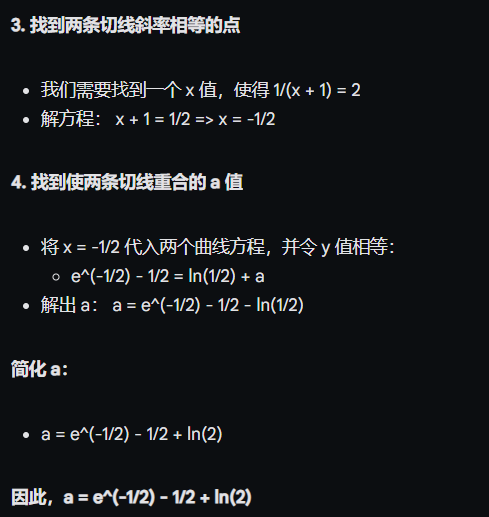 3. 找到两条切线斜率相等的点
• 我们需要找到一个 x 值，使得 1/(x + 1) = 2
• 解方程： x + 1 = 1/2 => x = -1/2
4. 找到使两条切线重合的 a 值
• 将 x = -1/2 代入两个曲线方程，并令 y 值相等：
◦ e^(-1/2) - 1/2 = ln(1/2) + a
• 解出 a： a = e^(-1/2) - 1/2 - ln(1/2)
简化 a：
• a = e^(-1/2) - 1/2 + ln(2)
因此，a = e^(-1/2) - 1/2 + ln(2)